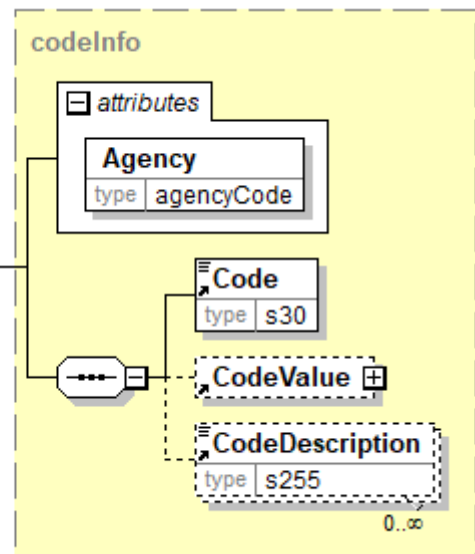 codeInfo
attributes
Agency
type agencyCode
Code
type s30
CodeValue
CodeDescription
type s255
0..∞